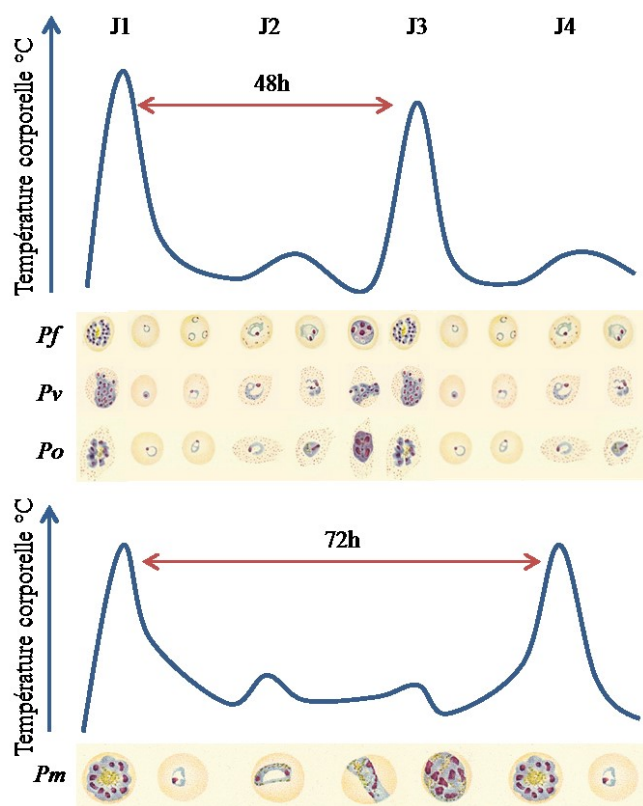 J1 J2 J3 J4
Température corporelle °C
48h
Pf
Pv
Po
Température corporelle °C
72h
Pm